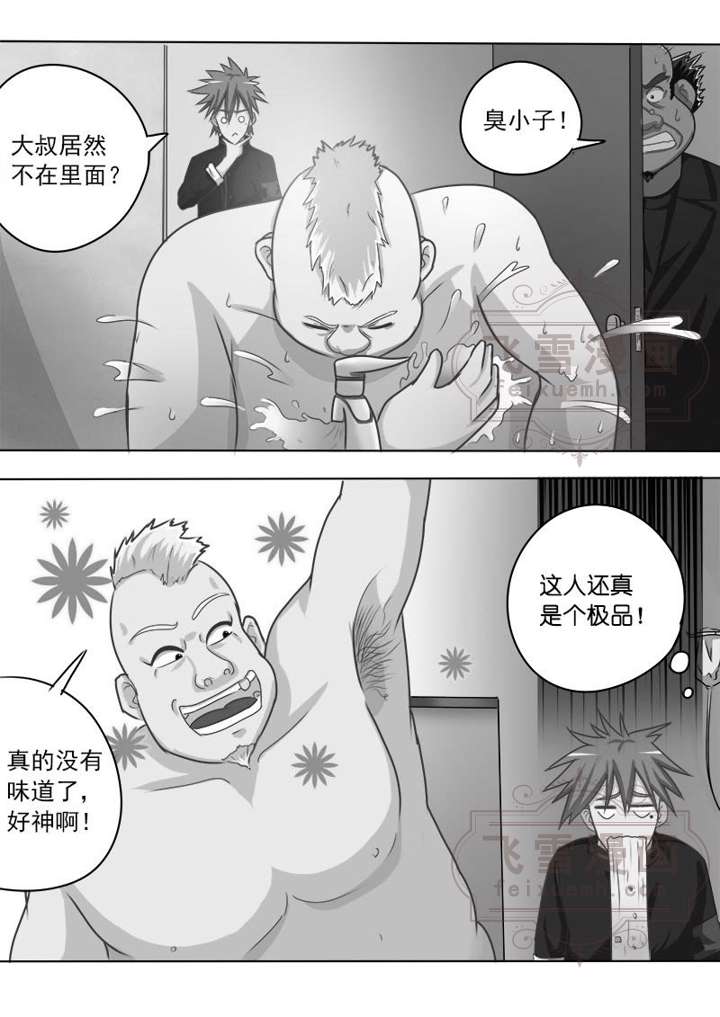 大叔居然
不在里面?
臭小子!
飞雪漫画
feixuemh.com
这人还真
是个极品!
真的没有
味道了,
好神啊!
飞雪漫画
feixuemh.com